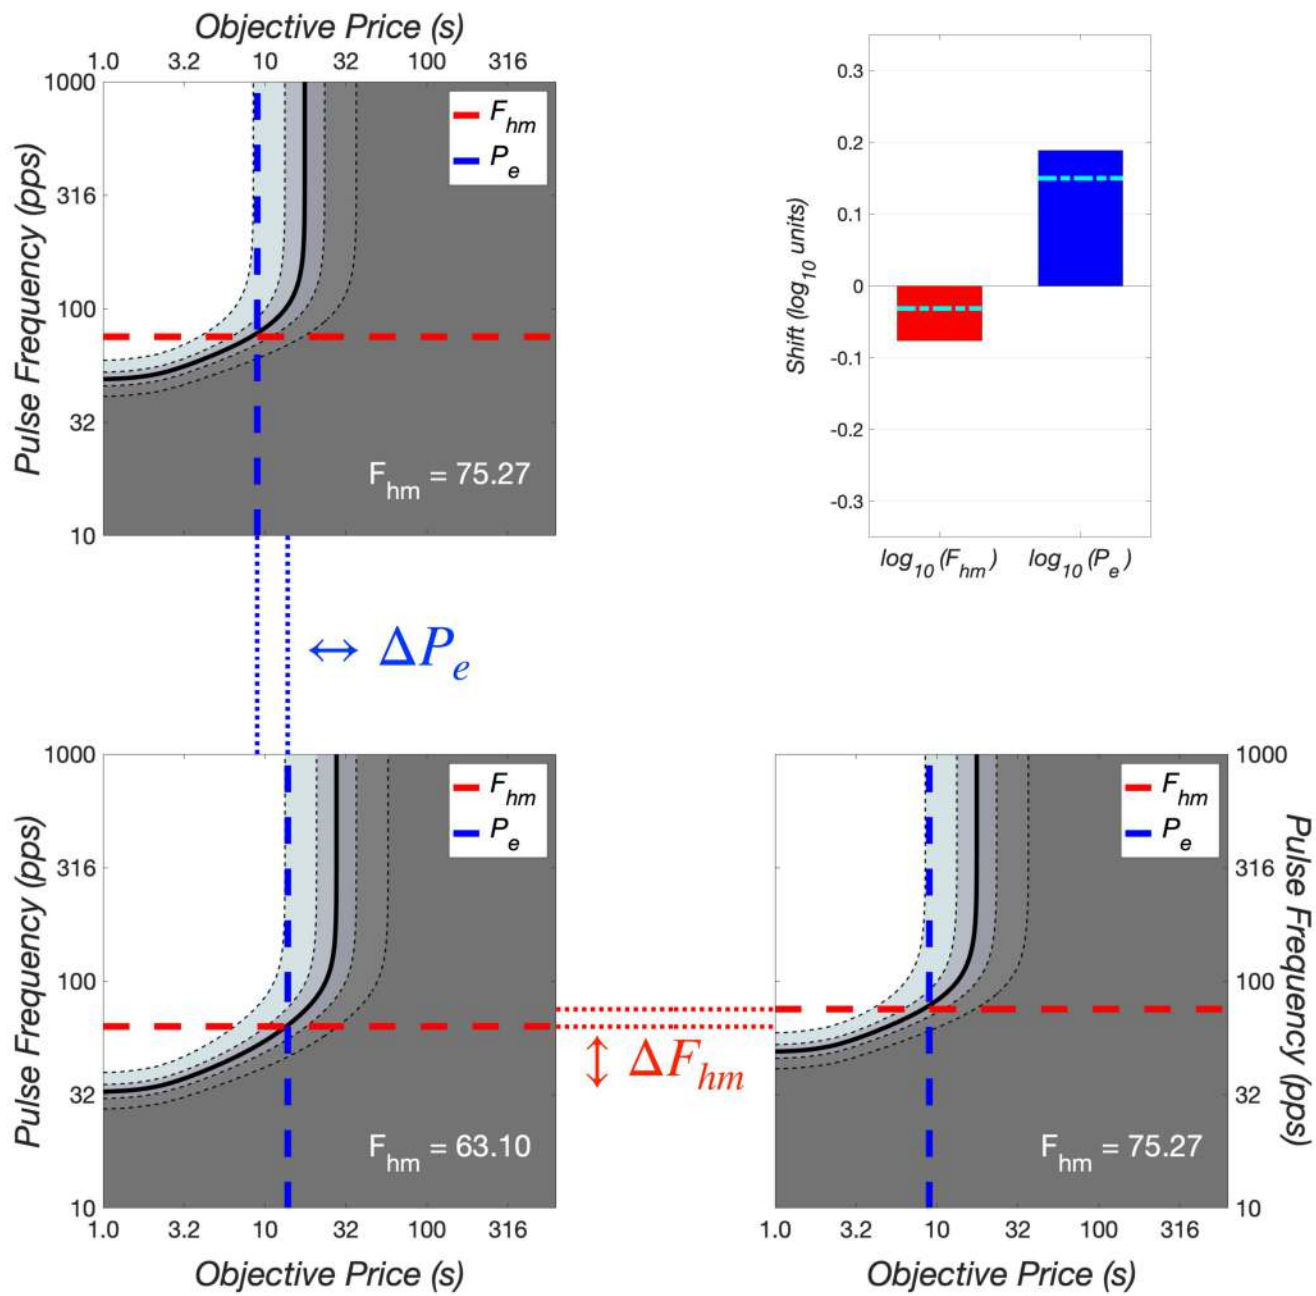 Objective Price (s)
1.0 3.2 10 32 100 316
1000
316
100
32
10
Pulse Frequency (pps)
F_hm
P_e
F_hm = 75.27
0.3
0.2
0.1
0
-0.1
-0.2
-0.3
Shift (log_10 units)
log_10(F_hm) log_10(P_e)
↔ ΔP_e
1000
316
100
32
10
Pulse Frequency (pps)
F_hm
P_e
F_hm = 63.10
1.0 3.2 10 32 100 316
Objective Price (s)
↕ ΔF_hm
F_hm
P_e
F_hm = 75.27
1000
316
100
32
10
Pulse Frequency (pps)
1.0 3.2 10 32 100 316
Objective Price (s)